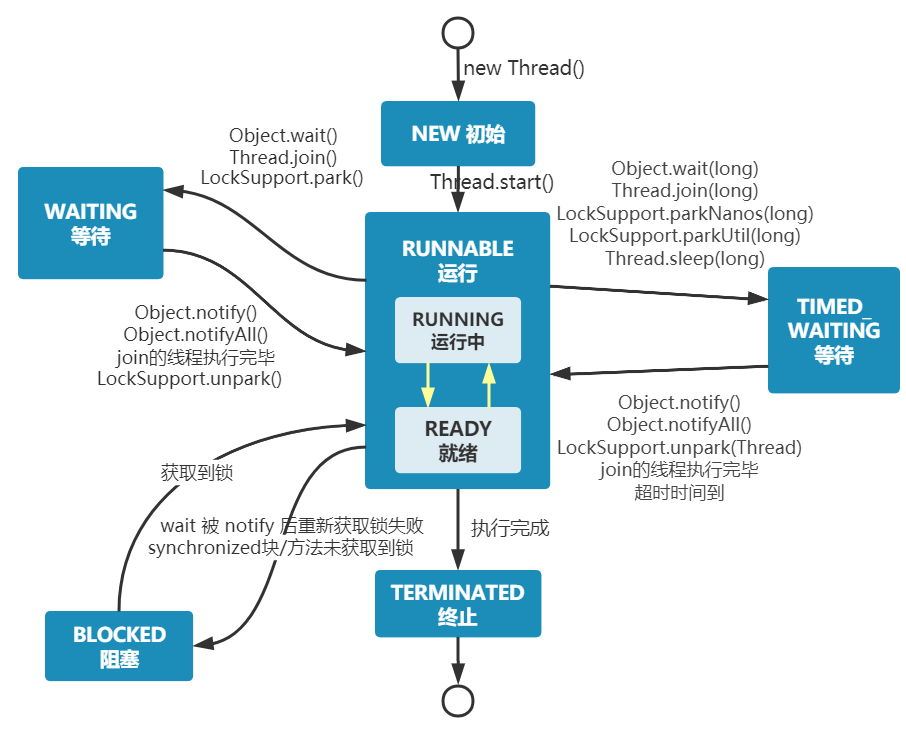 new Thread()
NEW 初始
Thread.start()
Object.wait()
Thread.join()
LockSupport.park()
WAITING
等待
Object.notify()
Object.notifyAll()
join的线程执行完毕
LockSupport.unpark()
RUNNABLE
运行
RUNNING
运行中
READY
就绪
Object.wait(long)
Thread.join(long)
LockSupport.parkNanos(long)
LockSupport.parkUtil(long)
Thread.sleep(long)
TIMED_
WAITING
等待
Object.notify()
Object.notifyAll()
LockSupport.unpark(Thread)
join的线程执行完毕
超时时间到
获取到锁
wait 被 notify 后重新获取锁失败
synchronized块/方法未获取到锁
BLOCKED
阻塞
执行完成
TERMINATED
终止